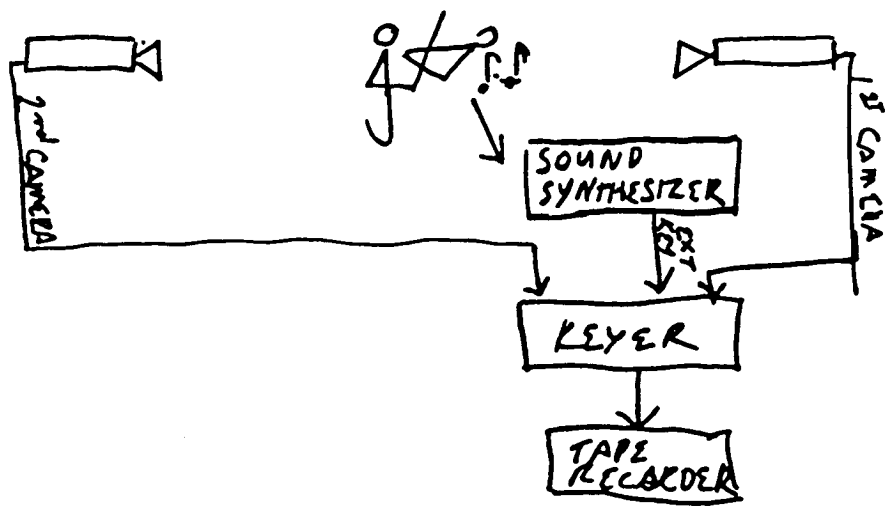 2nd CAMERA
1ST CAMERA
SOUND
SYNTHESIZER
EXT
KEY
KEYER
TAPE
RECORDER